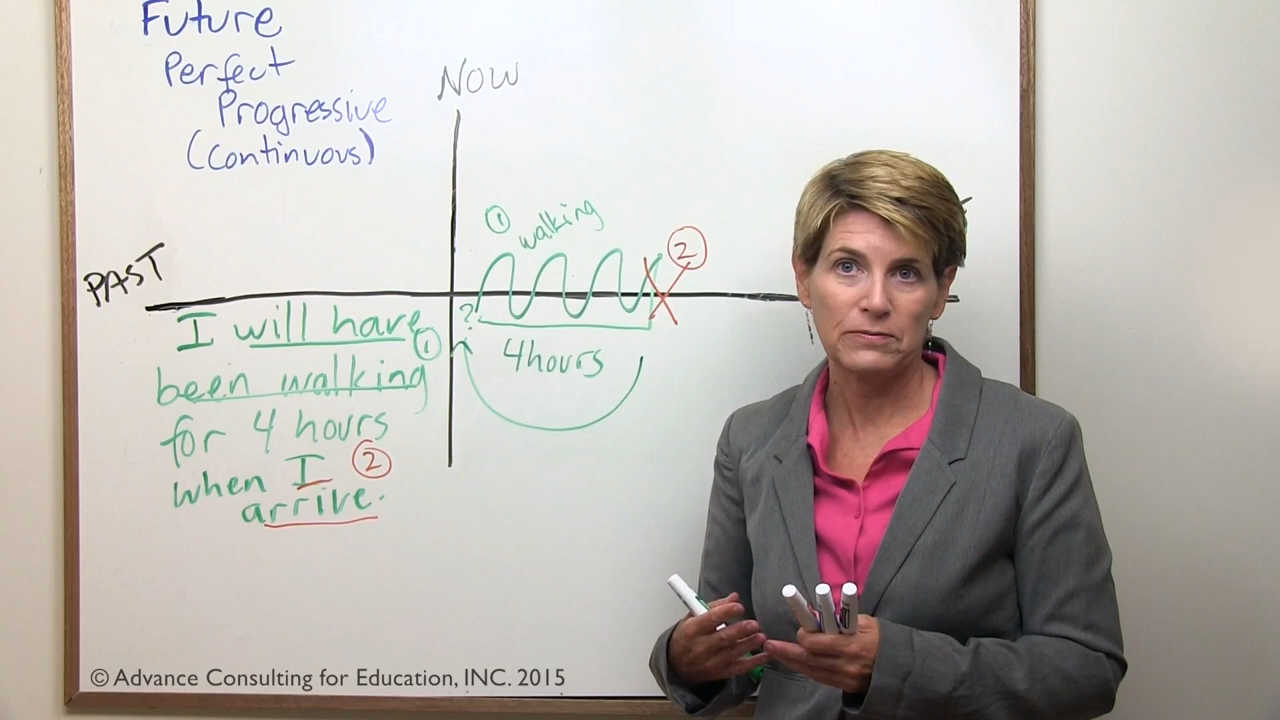 Future
Perfect
Progressive
(continuous)
NOW
① walking
②
PAST
?
4 hours
I will have
① been walking
for 4 hours
when I ②
arrive.
© Advance Consulting for Education, INC. 2015